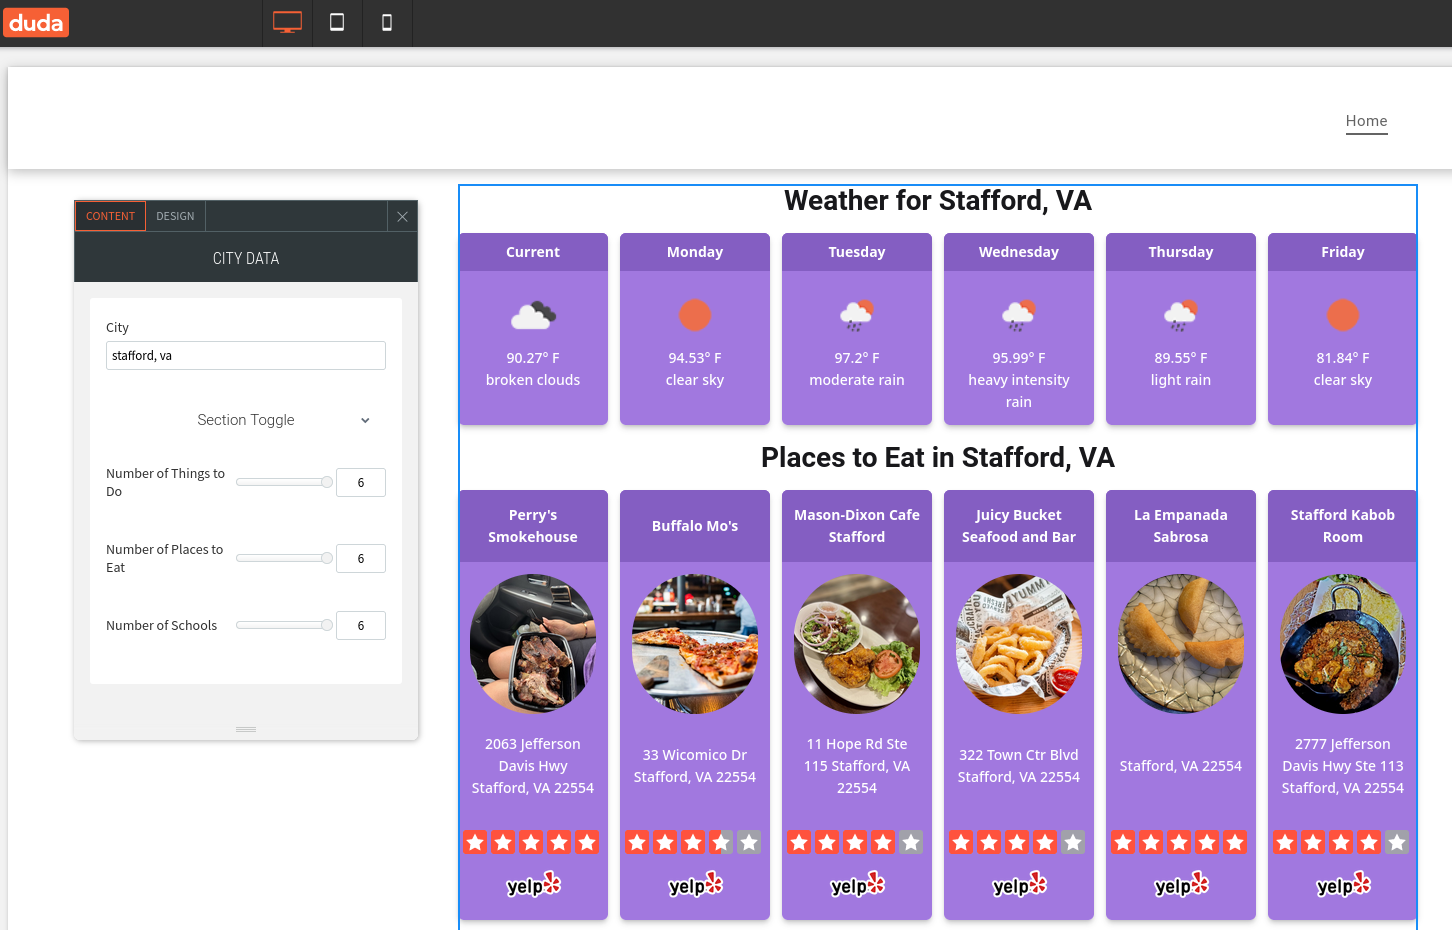 duda
Home
CONTENT DESIGN
CITY DATA
City
stafford, va
Section Toggle
Number of Things to
Do
6
Number of Places to
Eat
6
Number of Schools
6
Weather for Stafford, VA
Current
90.27° F
broken clouds
Monday
94.53° F
clear sky
Tuesday
97.2° F
moderate rain
Wednesday
95.99° F
heavy intensity
rain
Thursday
89.55° F
light rain
Friday
81.84° F
clear sky
Places to Eat in Stafford, VA
Perry's
Smokehouse
2063 Jefferson
Davis Hwy
Stafford, VA 22554
yelp
Buffalo Mo's
33 Wicomico Dr
Stafford, VA 22554
yelp
Mason-Dixon Cafe
Stafford
11 Hope Rd Ste
115 Stafford, VA
22554
yelp
Juicy Bucket
Seafood and Bar
322 Town Ctr Blvd
Stafford, VA 22554
yelp
La Empanada
Sabrosa
Stafford, VA 22554
yelp
Stafford Kabob
Room
2777 Jefferson
Davis Hwy Ste 113
Stafford, VA 22554
yelp